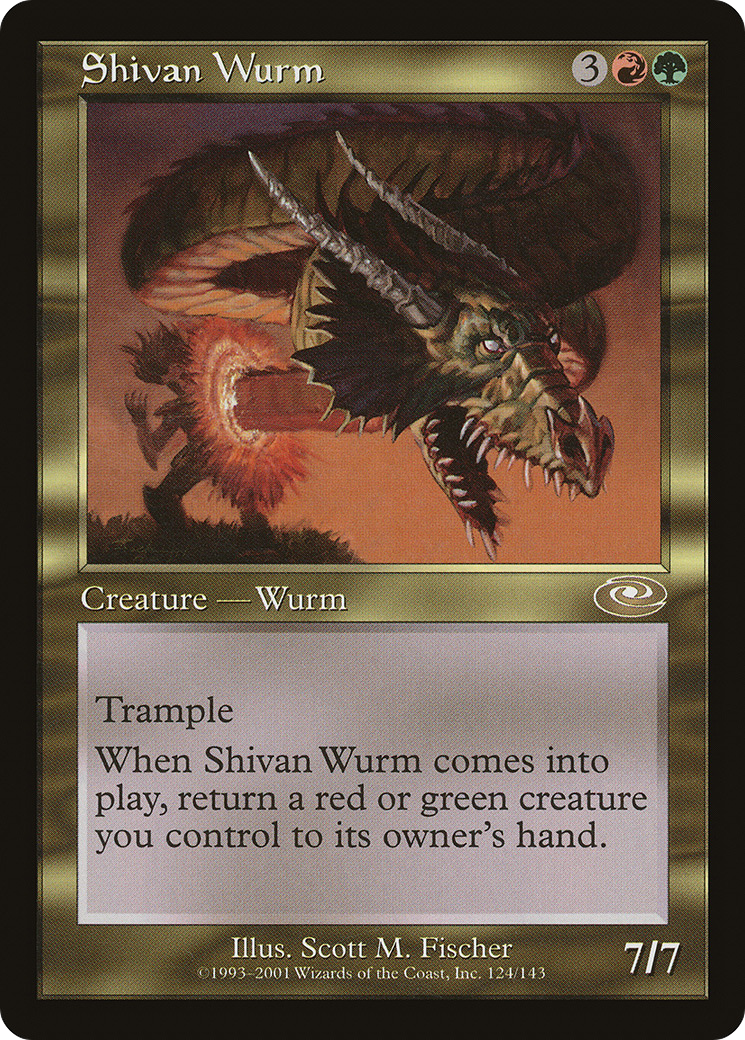 Shivan Wurm
3
Creature — Wurm
Trample
When Shivan Wurm comes into
play, return a red or green creature
you control to its owner's hand.
Illus. Scott M. Fischer
7/7
©1993–2001 Wizards of the Coast, Inc. 124/143